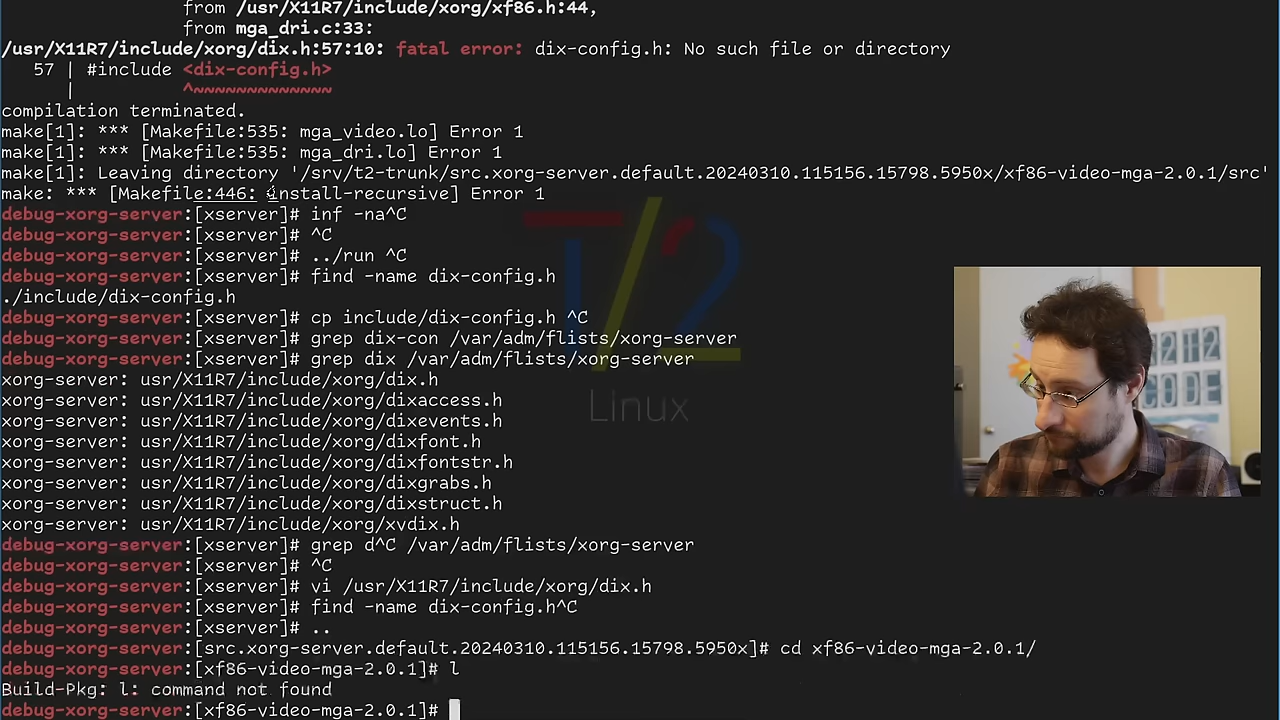 from /usr/X11R7/include/xorg/xf86.h:44,
from mga_dri.c:33:
/usr/X11R7/include/xorg/dix.h:57:10: fatal error: dix-config.h: No such file or directory
57 | #include <dix-config.h>
| ^~~~~~~~~~~~~~
compilation terminated.
make[1]: *** [Makefile:535: mga_video.lo] Error 1
make[1]: *** [Makefile:535: mga_dri.lo] Error 1
make[1]: Leaving directory '/srv/t2-trunk/src.xorg-server.default.20240310.115156.15798.5950x/xf86-video-mga-2.0.1/src'
make: *** [Makefile:446: install-recursive] Error 1
debug-xorg-server:[xserver]# inf -na^C
debug-xorg-server:[xserver]# ^C
debug-xorg-server:[xserver]# ../run ^C
debug-xorg-server:[xserver]# find -name dix-config.h
./include/dix-config.h
debug-xorg-server:[xserver]# cp include/dix-config.h ^C
debug-xorg-server:[xserver]# grep dix-con /var/adm/flists/xorg-server
debug-xorg-server:[xserver]# grep dix /var/adm/flists/xorg-server
xorg-server: usr/X11R7/include/xorg/dix.h
xorg-server: usr/X11R7/include/xorg/dixaccess.h
xorg-server: usr/X11R7/include/xorg/dixevents.h
xorg-server: usr/X11R7/include/xorg/dixfont.h
xorg-server: usr/X11R7/include/xorg/dixfontstr.h
xorg-server: usr/X11R7/include/xorg/dixgrabs.h
xorg-server: usr/X11R7/include/xorg/dixstruct.h
xorg-server: usr/X11R7/include/xorg/xvdix.h
debug-xorg-server:[xserver]# grep d^C /var/adm/flists/xorg-server
debug-xorg-server:[xserver]# ^C
debug-xorg-server:[xserver]# vi /usr/X11R7/include/xorg/dix.h
debug-xorg-server:[xserver]# find -name dix-config.h^C
debug-xorg-server:[xserver]# ..
debug-xorg-server:[src.xorg-server.default.20240310.115156.15798.5950x]# cd xf86-video-mga-2.0.1/
debug-xorg-server:[xf86-video-mga-2.0.1]# l
Build-Pkg: l: command not found
debug-xorg-server:[xf86-video-mga-2.0.1]#
T/2
Linux
CODE